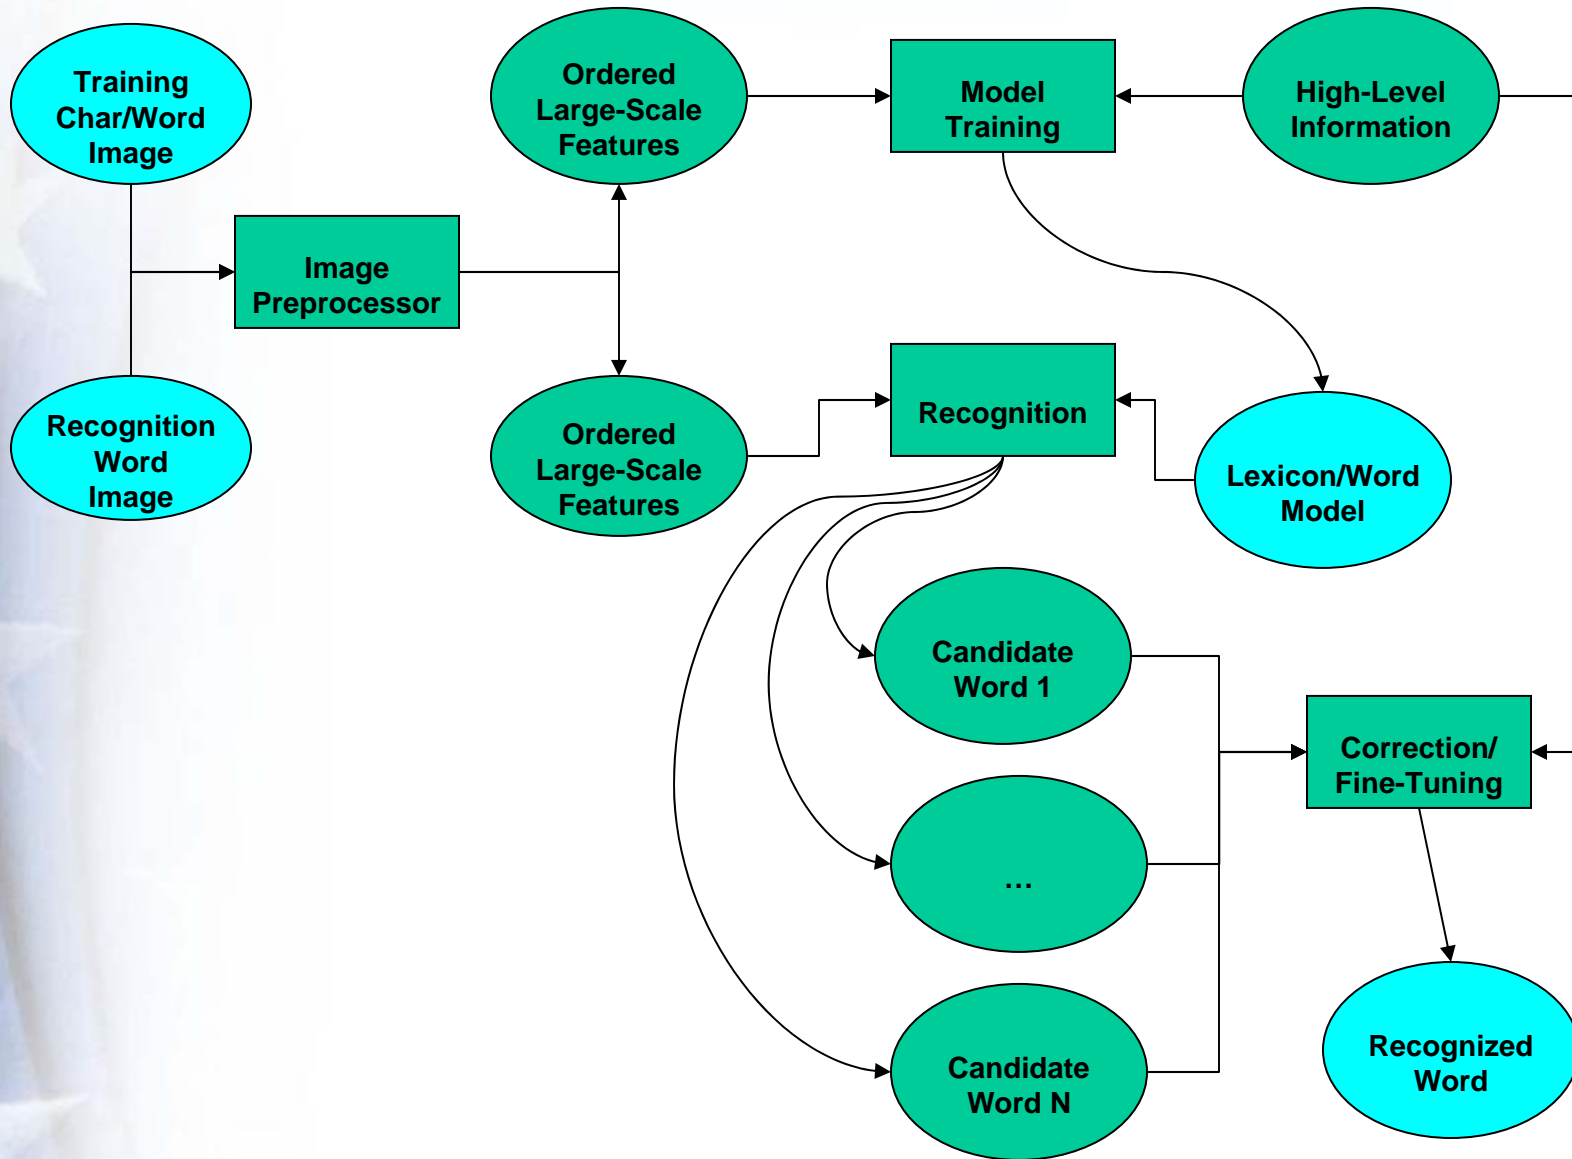 Training
Char/Word
Image
Ordered
Large-Scale
Features
Model
Training
High-Level
Information
Image
Preprocessor
Recognition
Word
Image
Ordered
Large-Scale
Features
Recognition
Lexicon/Word
Model
Candidate
Word 1
Correction/
Fine-Tuning
...
Candidate
Word N
Recognized
Word